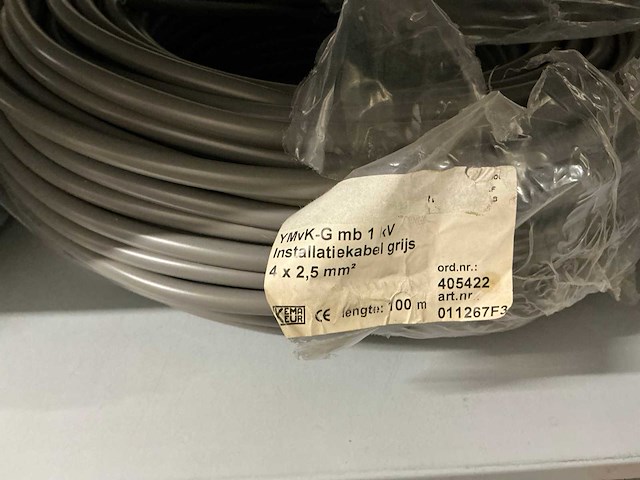 YMvK-G mb 1 kV
Installatiekabel grijs
4 x 2,5 mm²
ord.nr.:
405422
art.nr.:
011267F3
KEMA
KEUR
CE lengte: 100 m